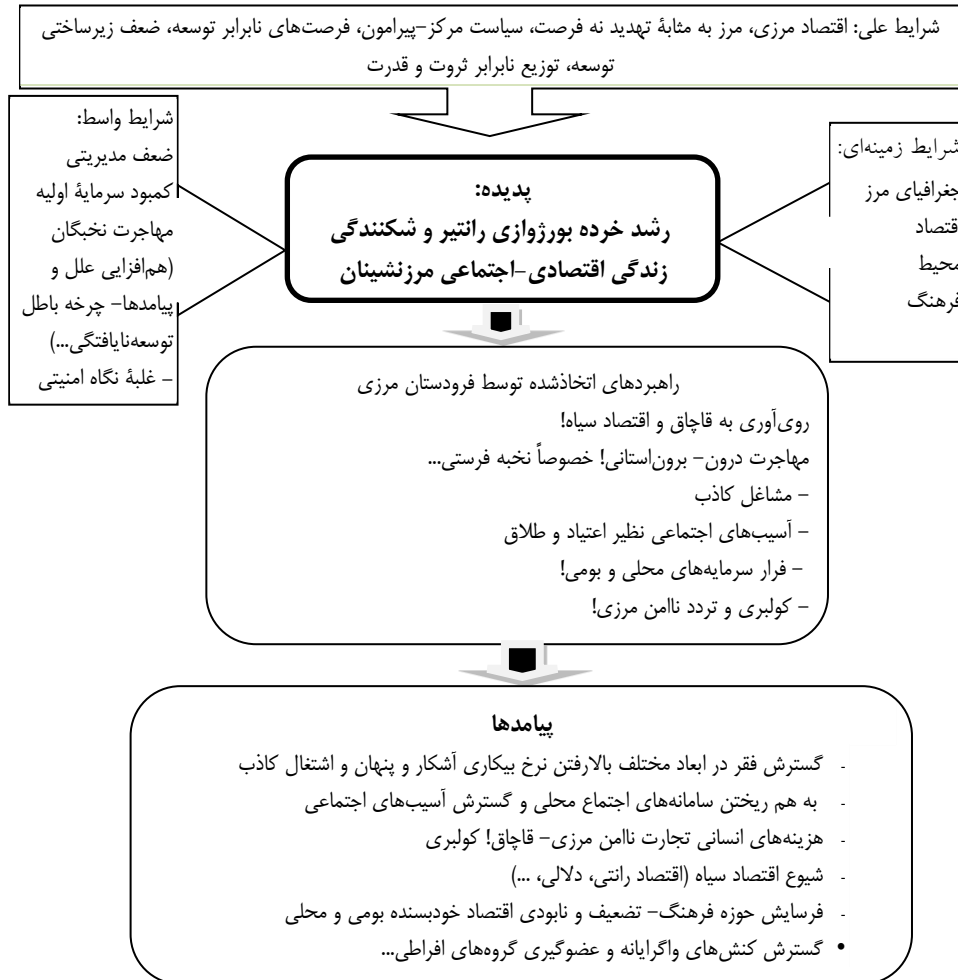 شرایط علی: اقتصاد مرزی، مرز به مثابۀ تهدید نه فرصت، سیاست مرکز-پیرامون، فرصت‌های نابرابر توسعه، ضعف زیرساختی
توسعه، توزیع نابرابر ثروت و قدرت
شرایط زمینه‌ای:
جغرافیای مرز
قتصاد
محیط
فرهنگ
پدیده:
رشد خرده بورژوازی رانتیر و شکنندگی
زندگی اقتصادی-اجتماعی مرزنشینان
شرایط واسط:
ضعف مدیریتی
کمبود سرمایۀ اولیه
مهاجرت نخبگان
(هم‌افزایی علل و
پیامدها- چرخه باطل
توسعه‌نایافتگی...)
- غلبۀ نگاه امنیتی
راهبردهای اتخاذشده توسط فرودستان مرزی
روی‌آوری به قاچاق و اقتصاد سیاه!
مهاجرت درون- برون‌استانی! خصوصاً نخبه فرستی...
- مشاغل کاذب
- آسیب‌های اجتماعی نظیر اعتیاد و طلاق
- فرار سرمایه‌های محلی و بومی!
- کولبری و تردد ناامن مرزی!
پیامدها
- گسترش فقر در ابعاد مختلف بالارفتن نرخ بیکاری آشکار و پنهان و اشتغال کاذب
- به هم ریختن سامانه‌های اجتماع محلی و گسترش آسیب‌های اجتماعی
- هزینه‌های انسانی تجارت ناامن مرزی- قاچاق! کولبری
- شیوع اقتصاد سیاه (اقتصاد رانتی، دلالی، ...)
- فرسایش حوزه فرهنگ- تضعیف و نابودی اقتصاد خودبسنده بومی و محلی
• گسترش کنش‌های واگرایانه و عضوگیری گروه‌های افراطی...